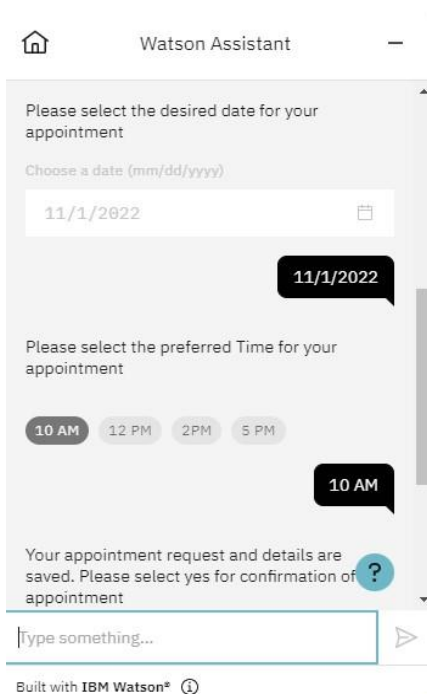 Watson Assistant
Please select the desired date for your
appointment
Choose a date (mm/dd/yyyy)
11/1/2022
11/1/2022
Please select the preferred Time for your
appointment
10 AM 12 PM 2PM 5 PM
10 AM
Your appointment request and details are
saved. Please select yes for confirmation of
appointment
?
Type something...
Built with IBM Watson®